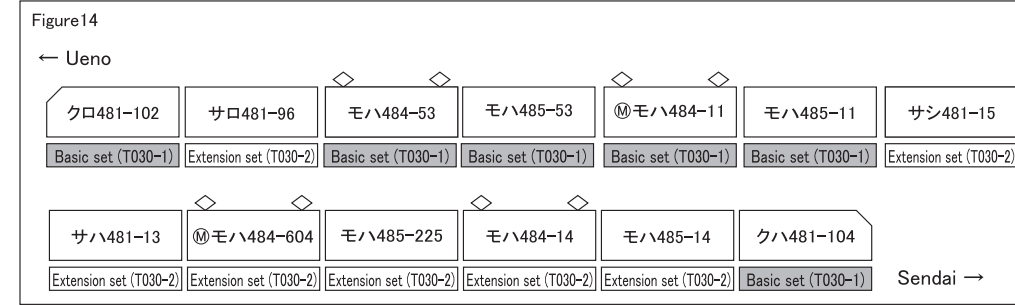 Figure14
← Ueno
クロ481-102 サロ481-96 モハ484-53 モハ485-53 Ⓜモハ484-11 モハ485-11 サシ481-15
Basic set (T030-1) Extension set (T030-2) Basic set (T030-1) Basic set (T030-1) Basic set (T030-1) Basic set (T030-1) Extension set (T030-2)
サハ481-13 Ⓜモハ484-604 モハ485-225 モハ484-14 モハ485-14 クハ481-104
Extension set (T030-2) Extension set (T030-2) Extension set (T030-2) Extension set (T030-2) Extension set (T030-2) Basic set (T030-1) Sendai →